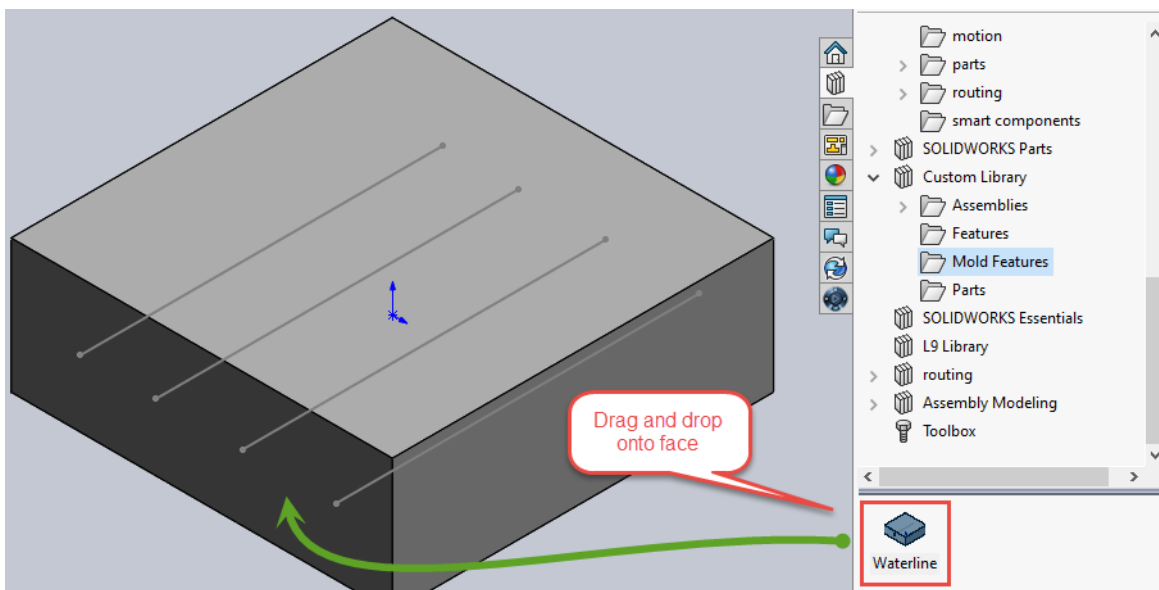 motion
parts
routing
smart components
SOLIDWORKS Parts
Custom Library
Assemblies
Features
Mold Features
Parts
SOLIDWORKS Essentials
L9 Library
routing
Assembly Modeling
Toolbox
Drag and drop
onto face
Waterline